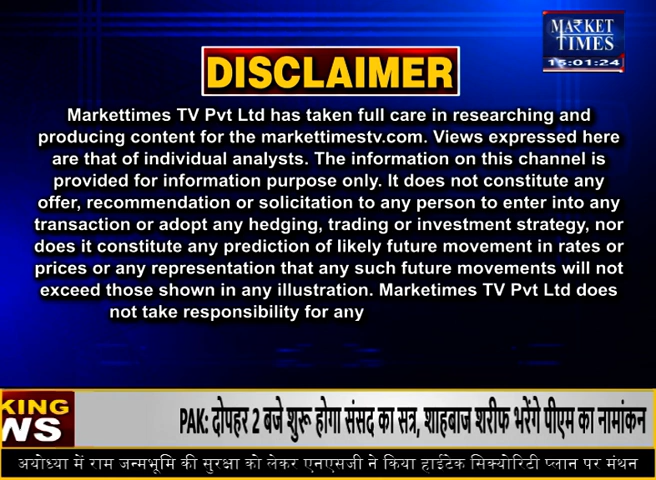 MARKET
TIMES
15:01:24
DISCLAIMER
Markettimes TV Pvt Ltd has taken full care in researching and
producing content for the markettimestv.com. Views expressed here
are that of individual analysts. The information on this channel is
provided for information purpose only. It does not constitute any
offer, recommendation or solicitation to any person to enter into any
transaction or adopt any hedging, trading or investment strategy, nor
does it constitute any prediction of likely future movement in rates or
prices or any representation that any such future movements will not
exceed those shown in any illustration. Marketimes TV Pvt Ltd does
not take responsibility for any
KING
WS
PAK: दोपहर 2 बजे शुरू होगा संसद का सत्र, शाहबाज शरीफ भरेंगे पीएम का नामांकन
अयोध्या में राम जन्मभूमि की सुरक्षा को लेकर एनएसजी ने किया हाईटेक सिक्योरिटी प्लान पर मंथन